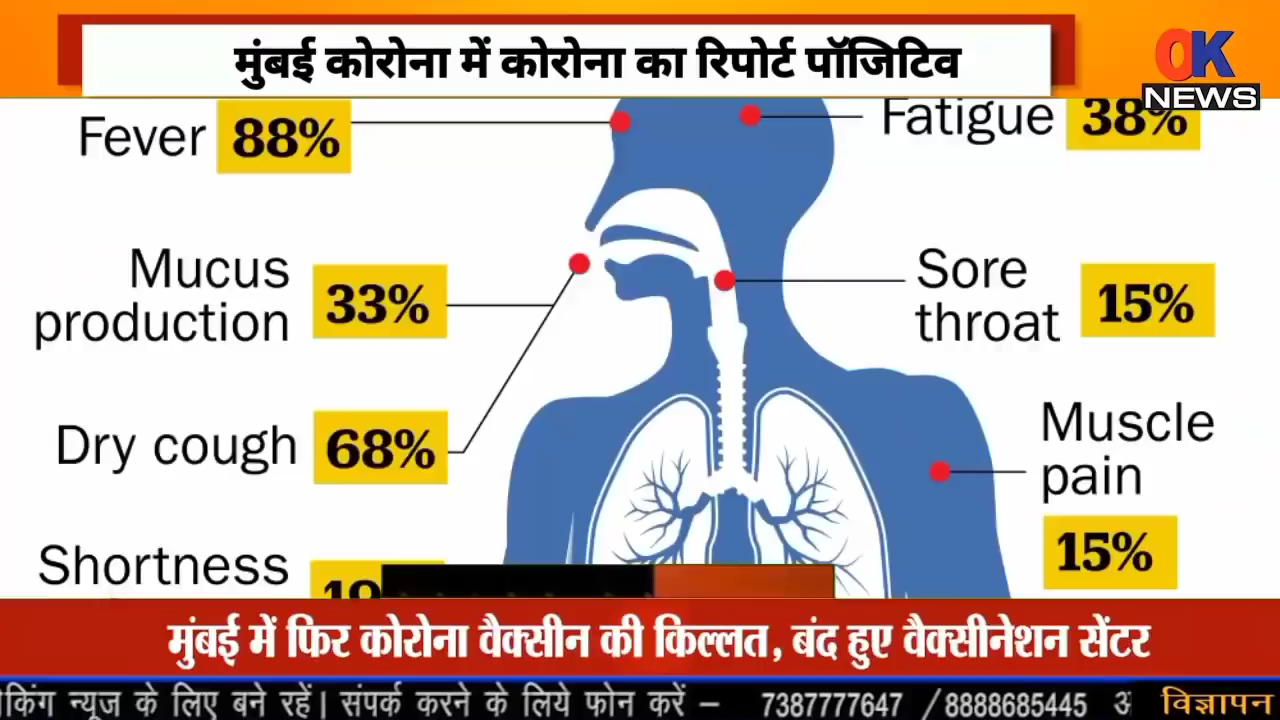 मुंबई कोरोना में कोरोना का रिपोर्ट पॉजिटिव
OK
NEWS
Fever 88%
Fatigue 38%
Mucus
production 33%
Sore
throat 15%
Dry cough 68%
Muscle
pain
15%
Shortness
मुंबई में फिर कोरोना वैक्सीन की किल्लत, बंद हुए वैक्सीनेशन सेंटर
न्यूज के लिए बने रहें | संपर्क करने के लिये फोन करें – 7387777647 / 8888685445
विज्ञापन